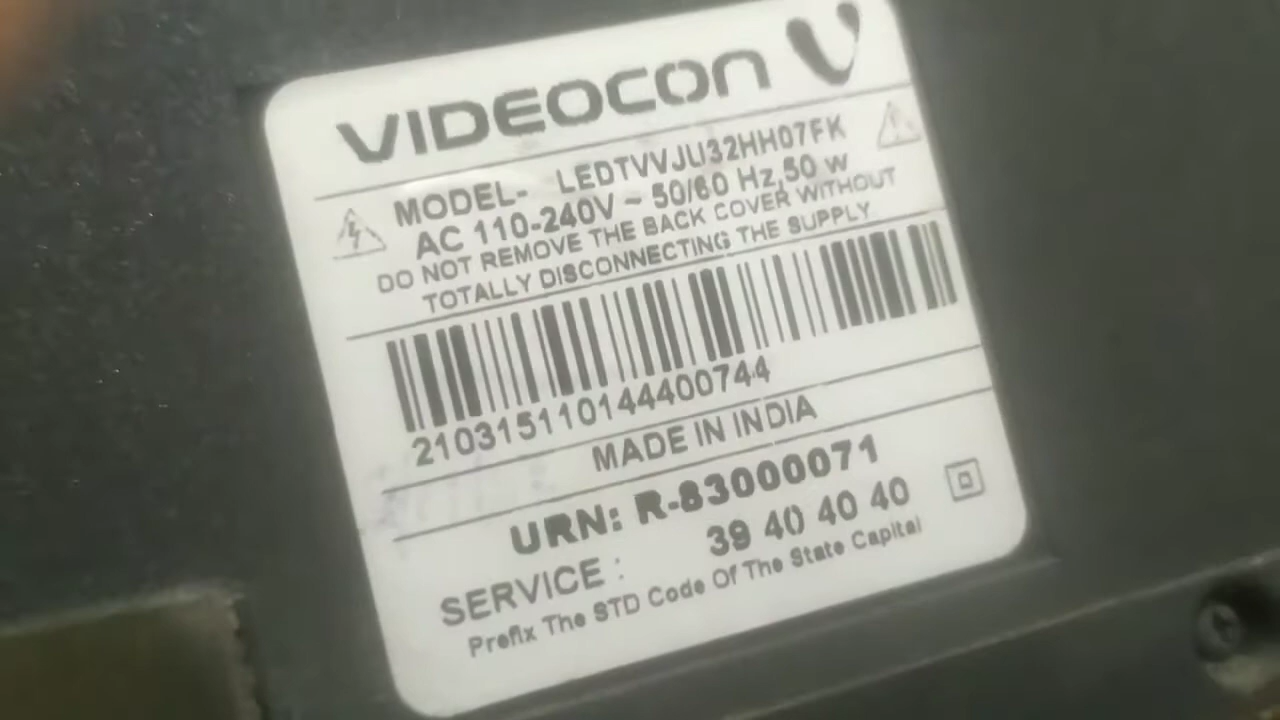 VIDEOCON
MODEL- LEDTVVJU32HH07FK
AC 110-240V ~ 50/60 Hz,50 w
DO NOT REMOVE THE BACK COVER WITHOUT
TOTALLY DISCONNECTING THE SUPPLY
210315110144400744
MADE IN INDIA
URN: R-83000071
SERVICE : 39 40 40 40
Prefix The STD Code Of The State Capital